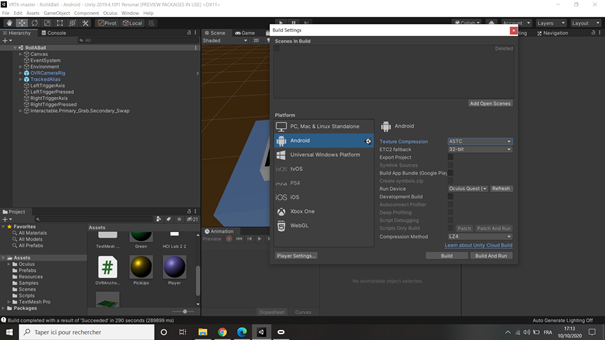 VRTK-master - RollABall - Android - Unity 2019.4.10f1 Personal [PREVIEW PACKAGES IN USE] <DX11>
File Edit Assets GameObject Component Oculus Window Help
Pivot Local
Collab Account Layers Layout
Hierarchy Console
All
RollABall
Canvas
EventSystem
Environment
OVRCameraRig
TrackedAlias
LeftTriggerAxis
LeftTriggerPressed
RightTriggerAxis
RightTriggerPressed
Interactable.Primary_Grab.Secondary_Swap
Scene Game
Shaded
Navigation
Build Settings
Scenes In Build
Deleted
Add Open Scenes
Platform
PC, Mac & Linux Standalone
Android
Universal Windows Platform
tvOS
PS4
iOS
Xbox One
WebGL
Android
Texture Compression ASTC
ETC2 fallback 32-bit
Export Project
Symlink Sources
Build App Bundle (Google Play
Create symbols.zip
Run Device Oculus Quest ( Refresh
Development Build
Autoconnect Profiler
Deep Profiling
Script Debugging
Scripts Only Build Patch Patch And Run
Compression Method LZ4
Learn about Unity Cloud Build
Player Settings... Build Build And Run
Project
Favorites
All Materials
All Models
All Prefabs
Assets
Oculus
Prefabs
Resources
Samples
Scenes
Scripts
TextMesh Pro
Packages
Assets
TextMesh ... Green HCI Lab 2 2
OVRAncho... Pickups Player
Animation
Preview
Dopesheet Curves
Build completed with a result of 'Succeeded' in 290 seconds (289899 ms)
Auto Generate Lighting Off
Taper ici pour rechercher
FRA
17:13
10/10/2020